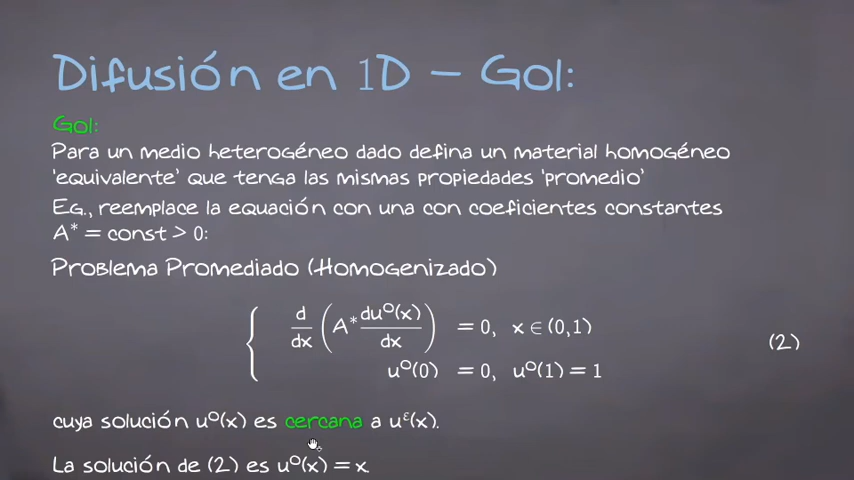 Difusión en 1D – Gol:
Gol:
Para un medio heterogéneo dado defina un material homogéneo
'equivalente' que tenga las mismas propiedades 'promedio'
E.g., reemplace la equación con una con coeficientes constantes
A* = const > 0:
Problema Promediado (Homogenizado)
{ d/dx (A* du⁰(x)/dx) = 0, x ∈ (0,1)
u⁰(0) = 0, u⁰(1) = 1
(2)
cuya solución u⁰(x) es cercana a uᵋ(x).
La solución de (2) es u⁰(x) = x